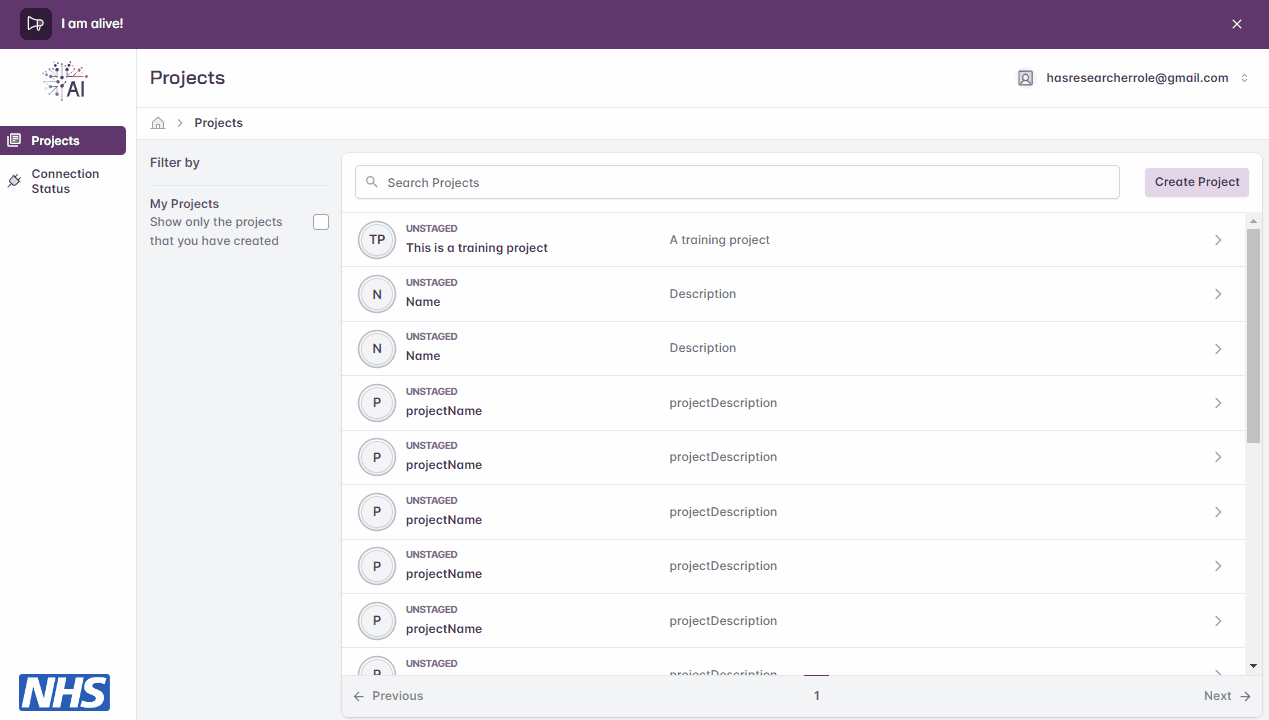 I am alive!
AI
Projects
hasresearcherrole@gmail.com
Projects
Projects
Connection
Status
Filter by
My Projects
Show only the projects
that you have created
Search Projects
Create Project
TP
UNSTAGED
This is a training project
A training project
N
UNSTAGED
Name
Description
N
UNSTAGED
Name
Description
P
UNSTAGED
projectName
projectDescription
P
UNSTAGED
projectName
projectDescription
P
UNSTAGED
projectName
projectDescription
P
UNSTAGED
projectName
projectDescription
P
UNSTAGED
projectName
projectDescription
P
UNSTAGED
projectDescription
Previous
1
Next
NHS